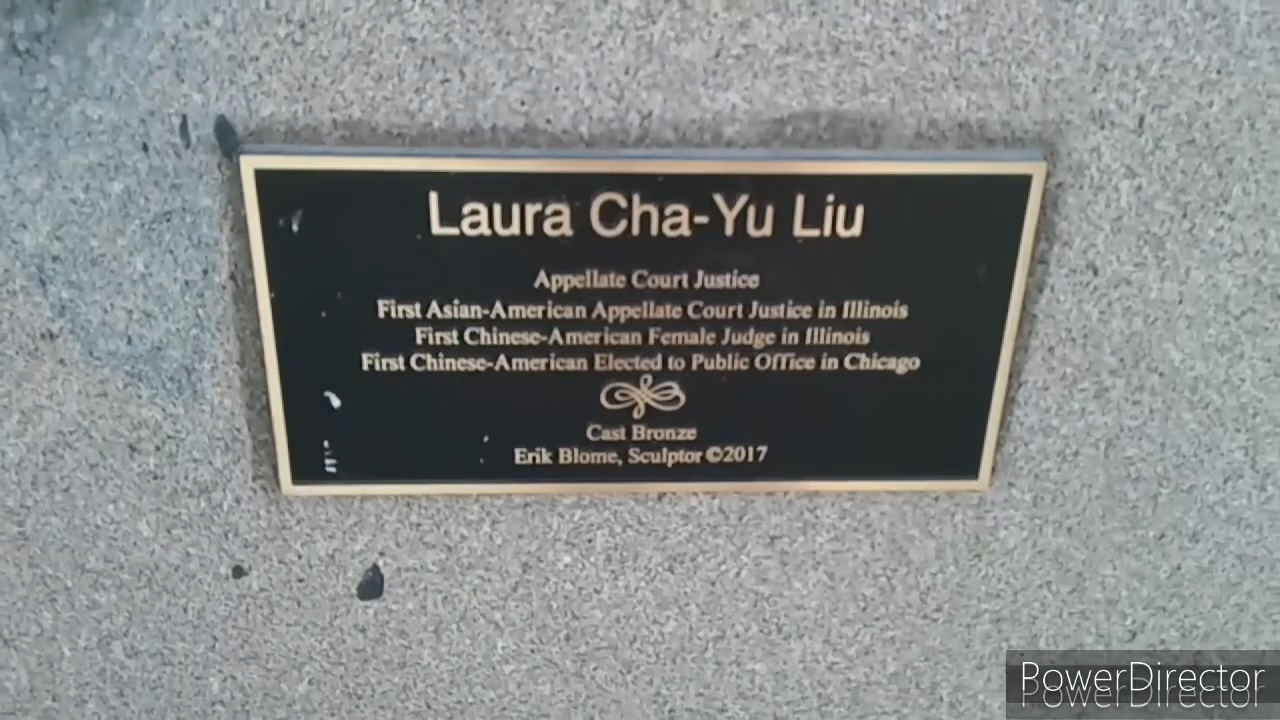 Laura Cha-Yu Liu
Appellate Court Justice
First Asian-American Appellate Court Justice in Illinois
First Chinese-American Female Judge in Illinois
First Chinese-American Elected to Public Office in Chicago
Cast Bronze
Erik Blome, Sculptor ©2017
PowerDirector